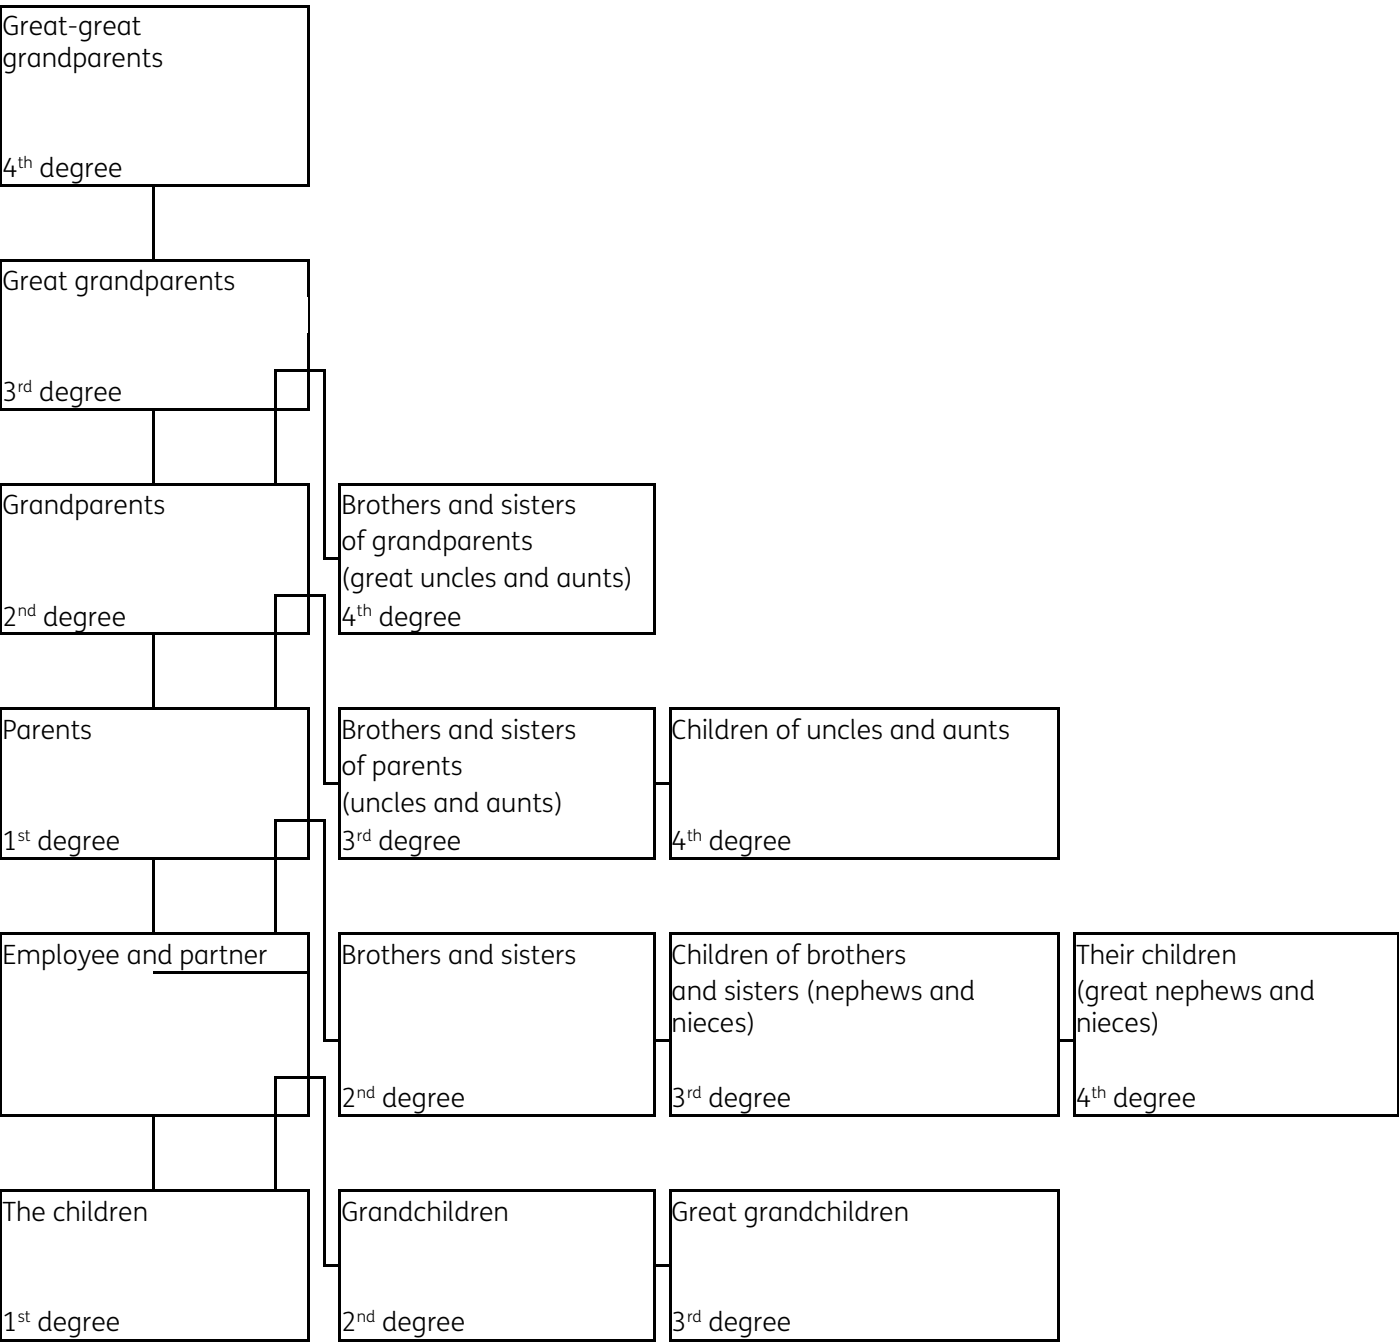 Great-great
grandparents
4th degree
Great grandparents
3rd degree
Grandparents
2nd degree
Brothers and sisters
of grandparents
(great uncles and aunts)
4th degree
Parents
1st degree
Brothers and sisters
of parents
(uncles and aunts)
3rd degree
Children of uncles and aunts
4th degree
Employee and partner
Brothers and sisters
2nd degree
Children of brothers
and sisters (nephews and
nieces)
3rd degree
Their children
(great nephews and
nieces)
4th degree
The children
1st degree
Grandchildren
2nd degree
Great grandchildren
3rd degree